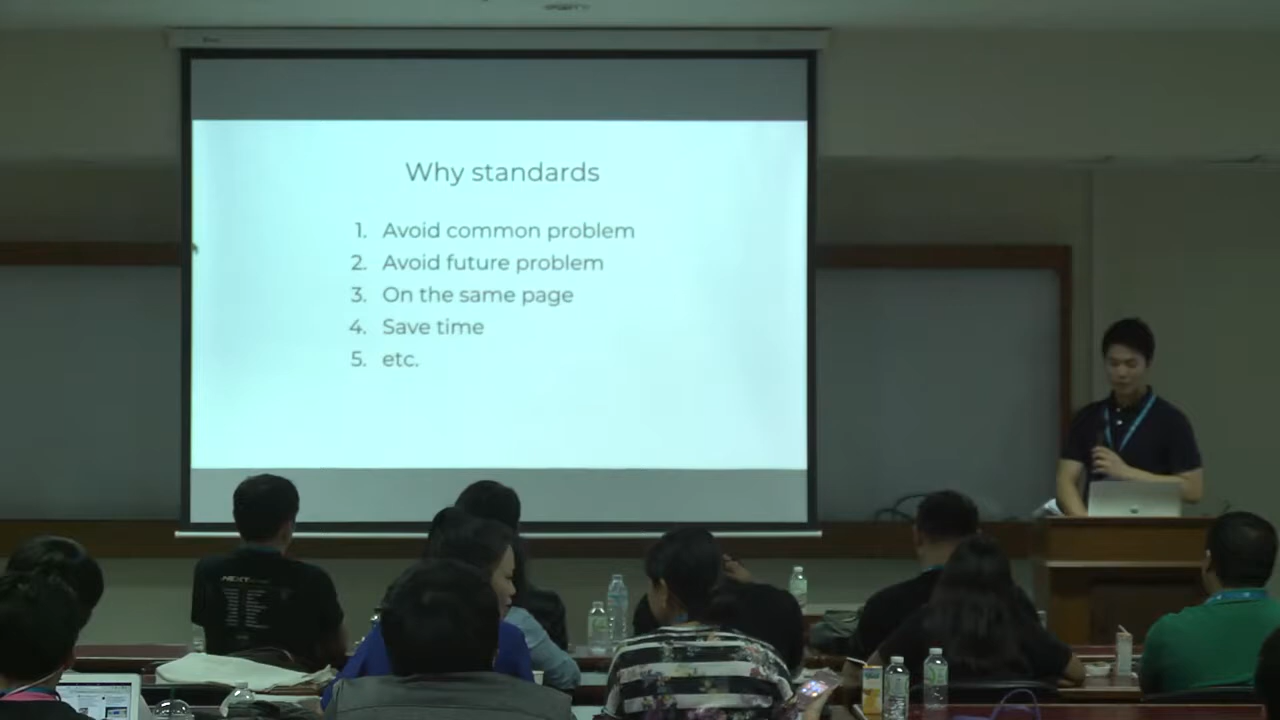 Why standards
1. Avoid common problem
2. Avoid future problem
3. On the same page
4. Save time
5. etc.
NEXT